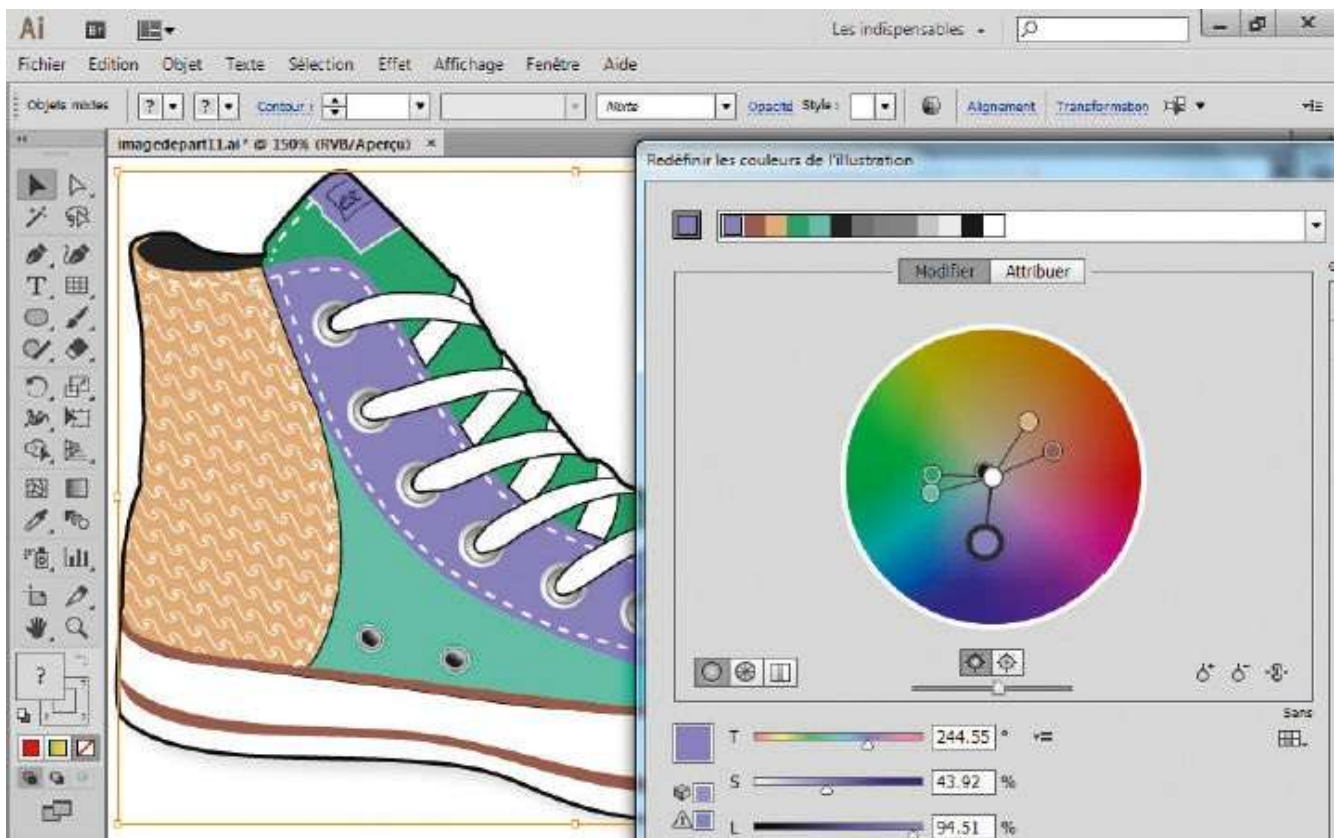 Ai Br Les indispensables
Fichier Edition Objet Texte Sélection Effet Affichage Fenêtre Aide
Objets mixtes ? ? Contour : Opacité Style : Alignement Transformation
imagedepart11.ai* @ 150% (RVB/Aperçu) ×
Redéfinir les couleurs de l'illustration
Modifier Attribuer
T 244.55 °
S 43.92 %
L 94.51 %
Sans
?